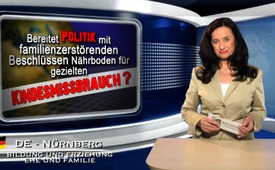 Bereitet POLITIK mit
familienzerstörenden
Beschlüssen Nährboden für
gezielten
KINDESMISSBRAUCH ?
DE - Nürnberg
Bildung und Erziehung
Ehe und Familie